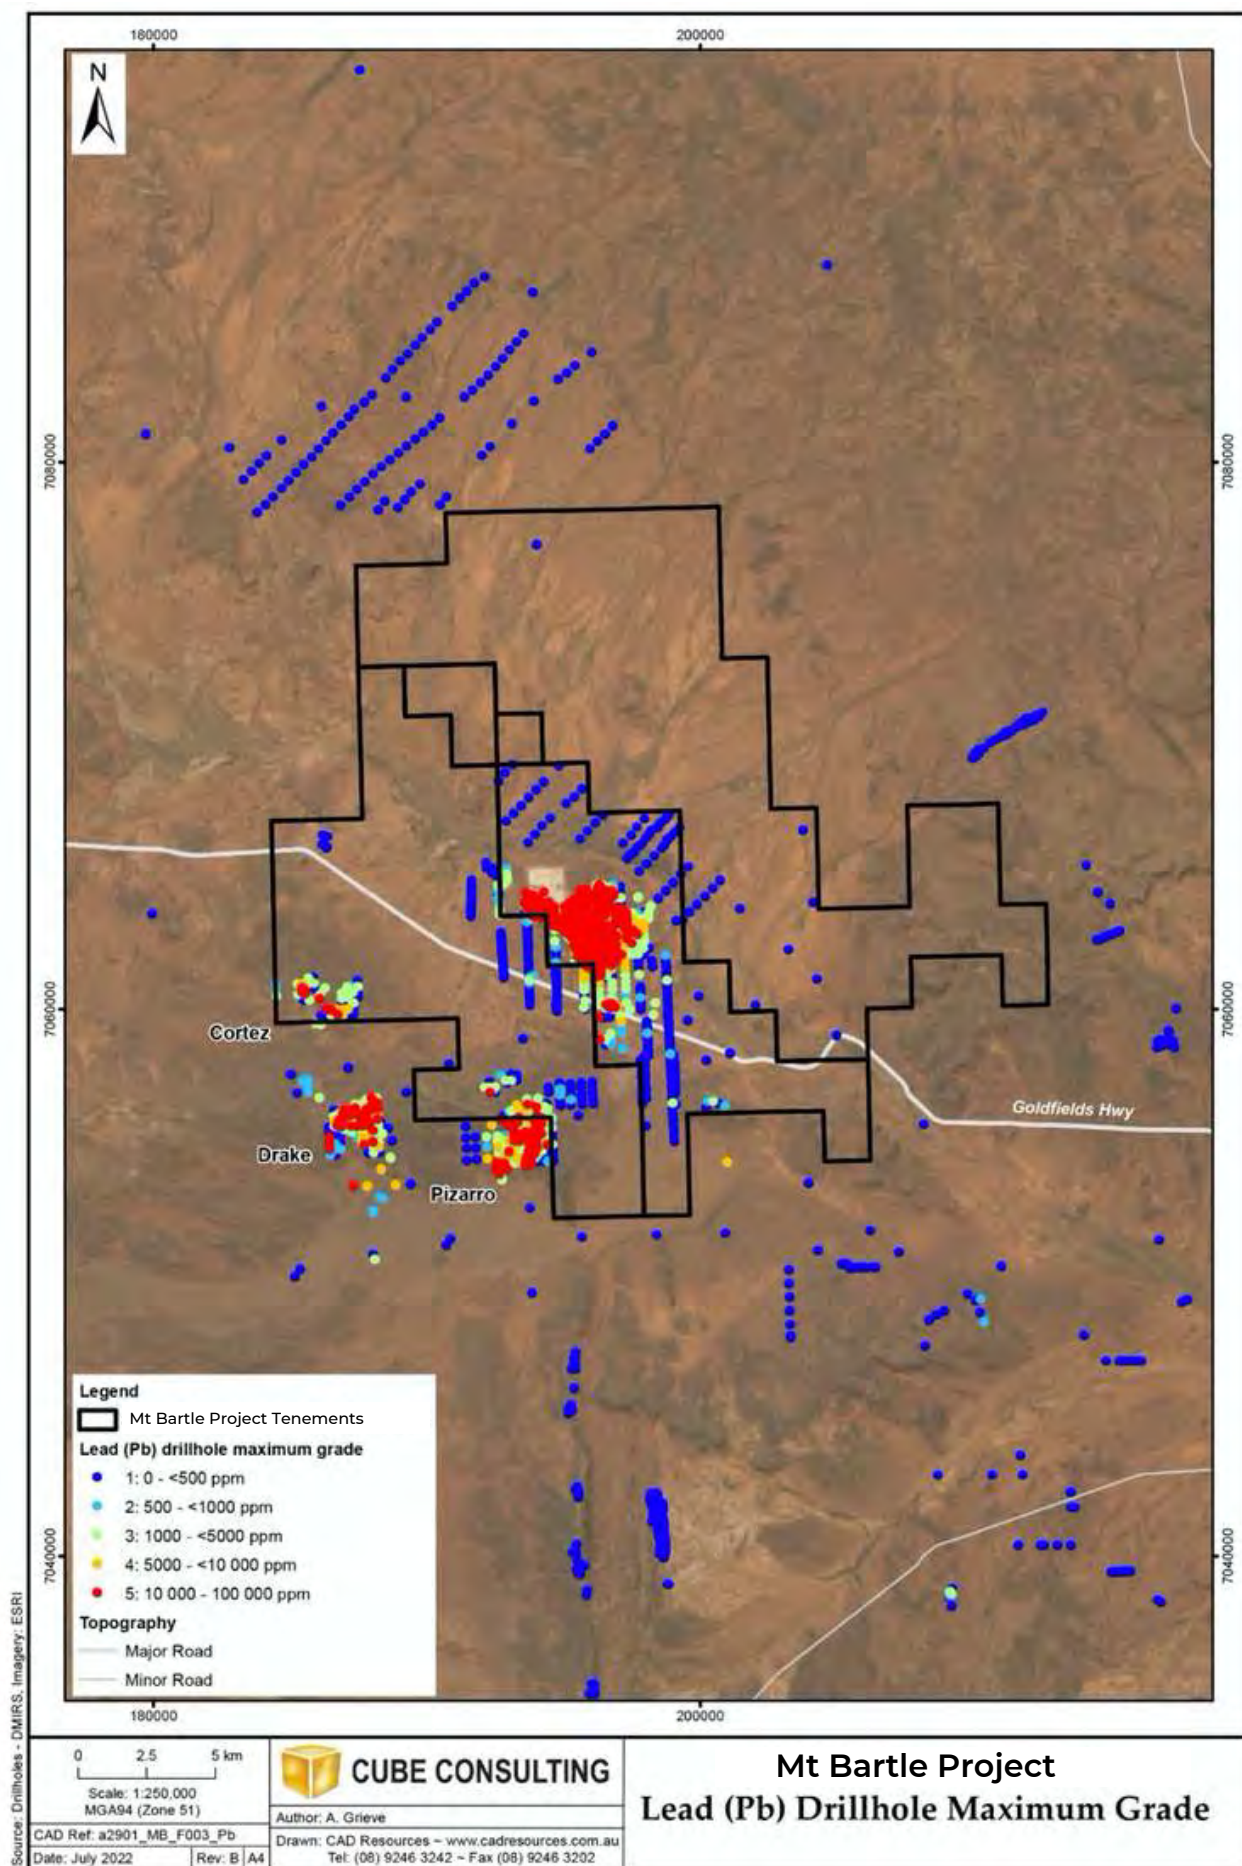 180000
200000
N
7080000
7080000
7060000
7060000
Cortez
Goldfields Hwy
Drake
Pizarro
Legend
Mt Bartle Project Tenements
Lead (Pb) drillhole maximum grade
1: 0 - <500 ppm
2: 500 - <1000 ppm
3: 1000 - <5000 ppm
4: 5000 - <10 000 ppm
5: 10 000 - 100 000 ppm
Topography
Major Road
Minor Road
7040000
7040000
180000
200000
Source: Drillholes - DMIRS, Imagery: ESRI
0 2.5 5 km
Scale: 1:250,000
MGA94 (Zone 51)
CAD Ref: a2901_MB_F003_Pb
Date: July 2022 Rev: B A4
CUBE CONSULTING
Author: A. Grieve
Drawn: CAD Resources ~ www.cadresources.com.au
Tel: (08) 9246 3242 ~ Fax (08) 9246 3202
Mt Bartle Project
Lead (Pb) Drillhole Maximum Grade